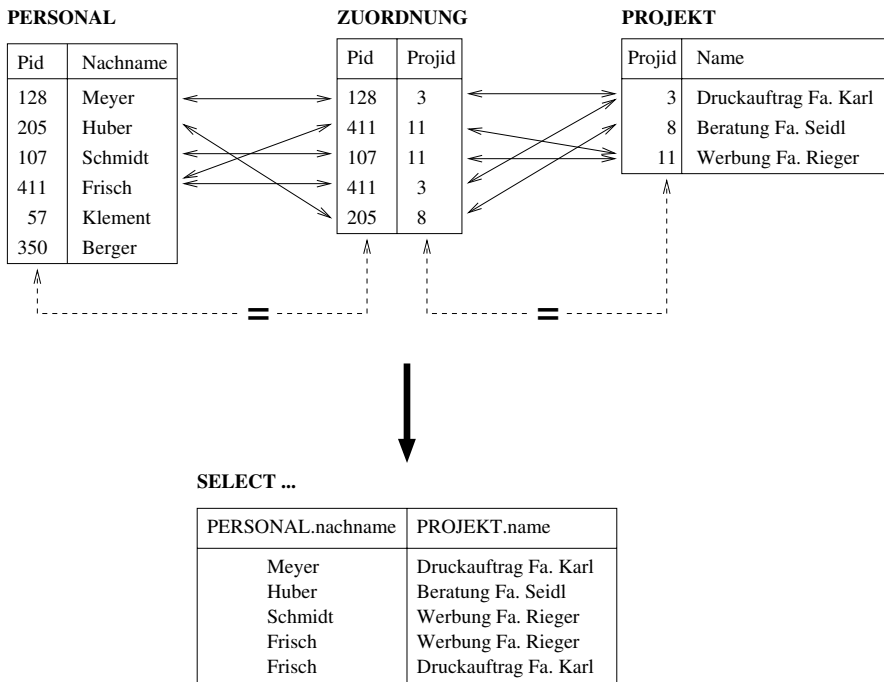 PERSONAL ZUORDNUNG PROJEKT
Pid Nachname Pid Projid Projid Name
128 Meyer 128 3 3 Druckauftrag Fa. Karl
205 Huber 411 11 8 Beratung Fa. Seidl
107 Schmidt 107 11 11 Werbung Fa. Rieger
411 Frisch 411 3
57 Klement 205 8
350 Berger
= =
SELECT ...
PERSONAL.nachname PROJEKT.name
Meyer Druckauftrag Fa. Karl
Huber Beratung Fa. Seidl
Schmidt Werbung Fa. Rieger
Frisch Werbung Fa. Rieger
Frisch Druckauftrag Fa. Karl